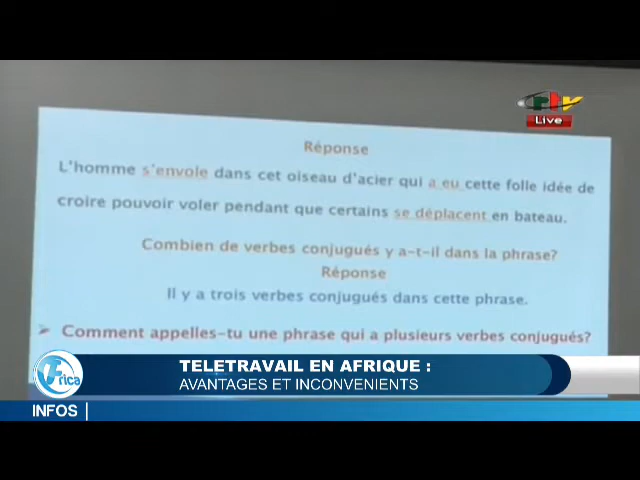 crtv
Live
Réponse
L'homme s'envole dans cet oiseau d'acier qui a eu cette folle idée de
croire pouvoir voler pendant que certains se déplacent en bateau.
Combien de verbes conjugués y a-t-il dans la phrase?
Réponse
Il y a trois verbes conjugués dans cette phrase.
➤ Comment appelles-tu une phrase qui a plusieurs verbes conjugués?
TELETRAVAIL EN AFRIQUE :
AVANTAGES ET INCONVENIENTS
frica
INFOS